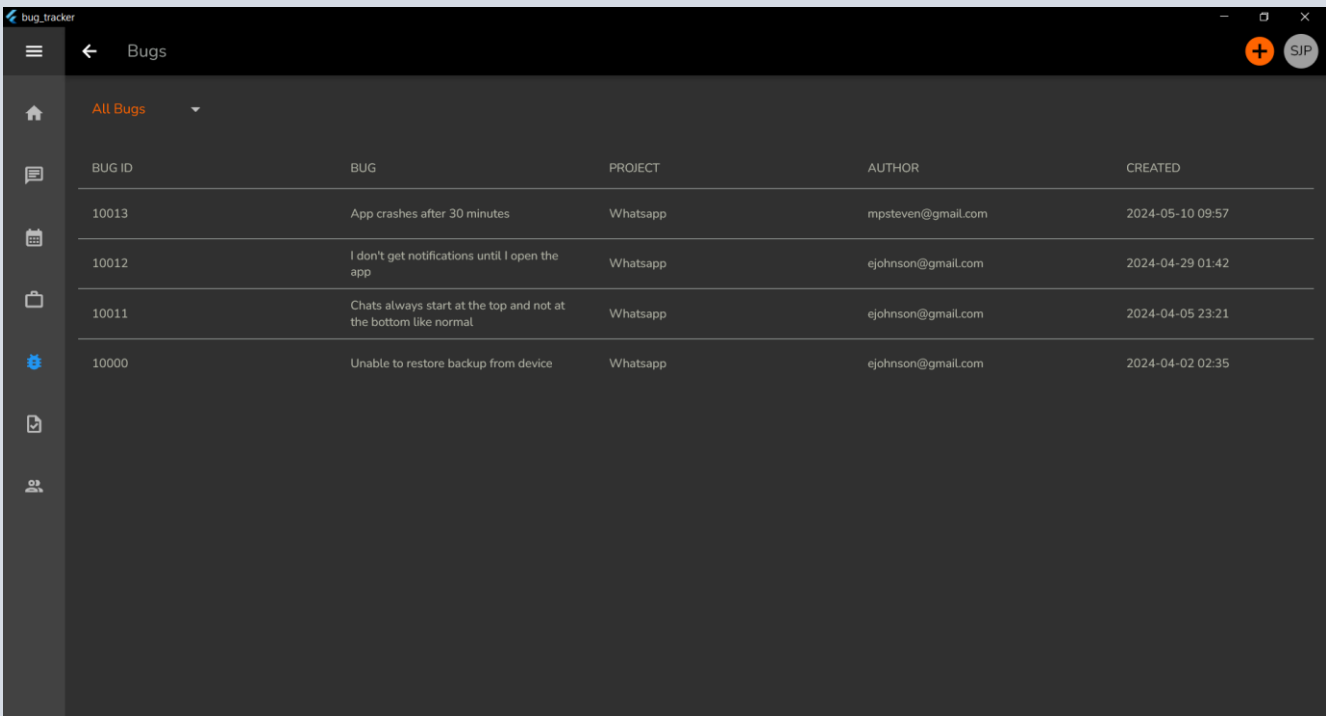 bug_tracker
Bugs
SJP
All Bugs
BUG ID BUG PROJECT AUTHOR CREATED
10013 App crashes after 30 minutes Whatsapp mpsteven@gmail.com 2024-05-10 09:57
10012 I don't get notifications until I open the app Whatsapp ejohnson@gmail.com 2024-04-29 01:42
10011 Chats always start at the top and not at the bottom like normal Whatsapp ejohnson@gmail.com 2024-04-05 23:21
10000 Unable to restore backup from device Whatsapp ejohnson@gmail.com 2024-04-02 02:35